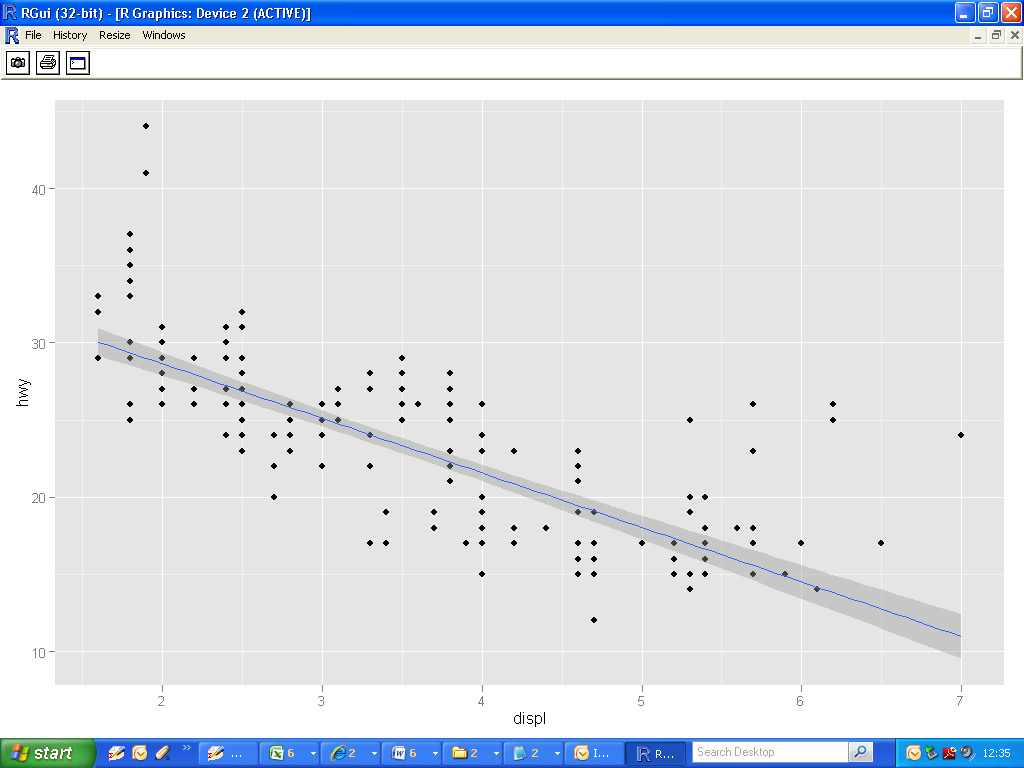 RGui (32-bit) - [R Graphics: Device 2 (ACTIVE)]
File History Resize Windows
40
30
20
10
hwy
2 3 4 5 6 7
displ
start ... 6 2 6 2 2 I... R... Search Desktop 12:35